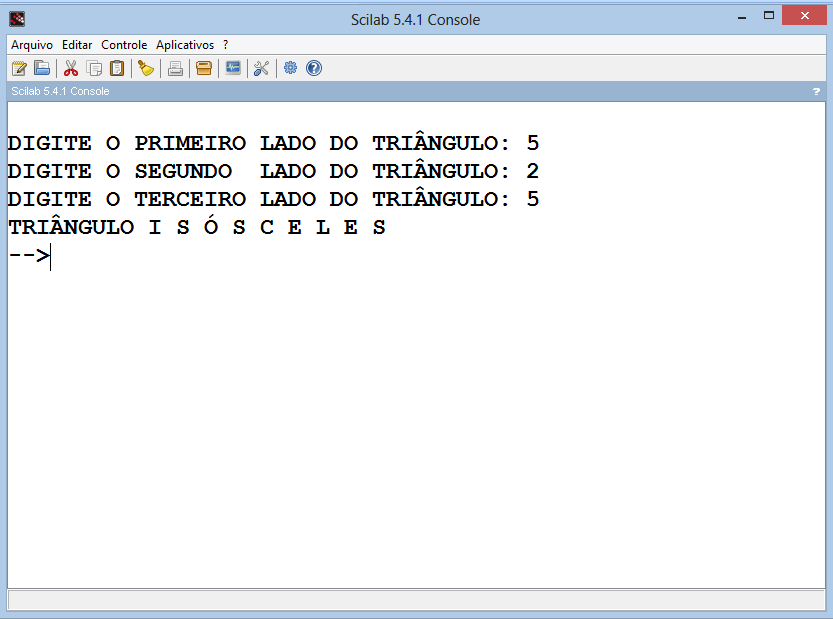 Scilab 5.4.1 Console
Arquivo Editar Controle Aplicativos ?
Scilab 5.4.1 Console ?
DIGITE O PRIMEIRO LADO DO TRIÂNGULO: 5
DIGITE O SEGUNDO  LADO DO TRIÂNGULO: 2
DIGITE O TERCEIRO LADO DO TRIÂNGULO: 5
TRIÂNGULO I S Ó S C E L E S
-->